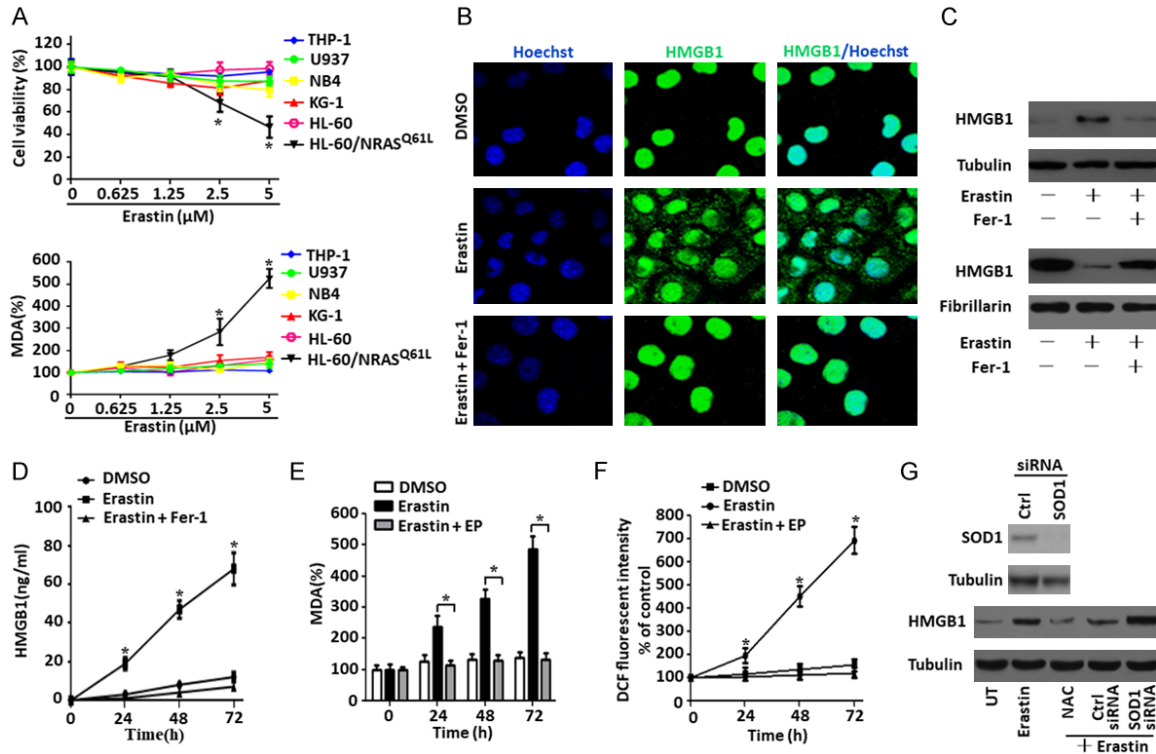 A
Cell viability (%)
120
100
80
60
40
20
0
*
*
0 0.625 1.25 2.5 5
Erastin (μM)
THP-1
U937
NB4
KG-1
HL-60
HL-60/NRAS^Q61L
MDA(%)
600
500
400
300
200
100
0
*
*
0 0.625 1.25 2.5 5
Erastin (μM)
THP-1
U937
NB4
KG-1
HL-60
HL-60/NRAS^Q61L
B
Hoechst HMGB1 HMGB1/Hoechst
DMSO
Erastin
Erastin + Fer-1
C
HMGB1
Tubulin
Erastin − + +
Fer-1 − − +
HMGB1
Fibrillarin
Erastin − + +
Fer-1 − − +
D
DMSO
Erastin
Erastin + Fer-1
HMGB1(ng/ml)
100
80
60
40
20
0
*
*
*
0 24 48 72
Time(h)
E
DMSO
Erastin
Erastin + EP
MDA(%)
600
500
400
300
200
100
0
*
*
*
0 24 48 72
Time (h)
F
DMSO
Erastin
Erastin + EP
DCF fluorescent intensity
% of control
800
700
600
500
400
300
200
100
0
*
*
*
0 24 48 72
Time (h)
G
siRNA
Ctrl SOD1
SOD1
Tubulin
HMGB1
Tubulin
UT Erastin NAC Ctrl siRNA SOD1 siRNA
+ Erastin